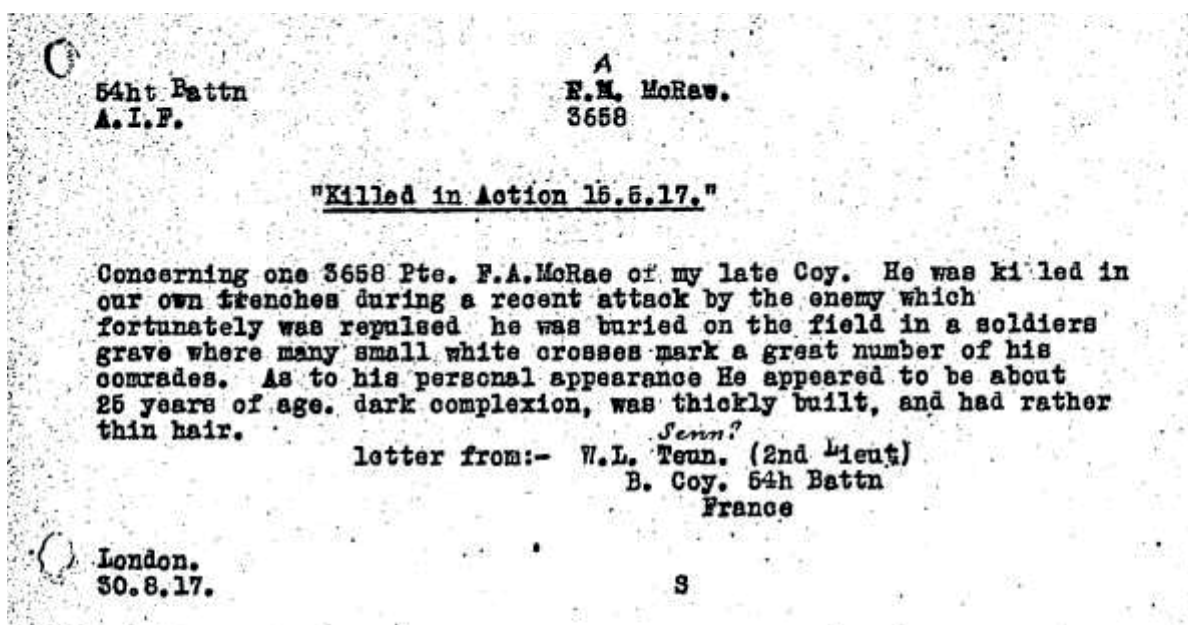 A
54ht Battn F.M. McRaw.
A.I.F. 3658
"Killed in Action 15.5.17."
Concerning one 3658 Pte. F.A.McRae of my late Coy. He was ki led in
our own trenches during a recent attack by the enemy which
fortunately was repulsed he was buried on the field in a soldiers
grave where many small white crosses mark a great number of his
comrades. As to his personal appearance He appeared to be about
25 years of age. dark complexion, was thickly built, and had rather
thin hair.
Senn?
letter from:- W.L. Teun. (2nd Lieut)
B. Coy. 54h Battn
France
London.
30.8.17. S